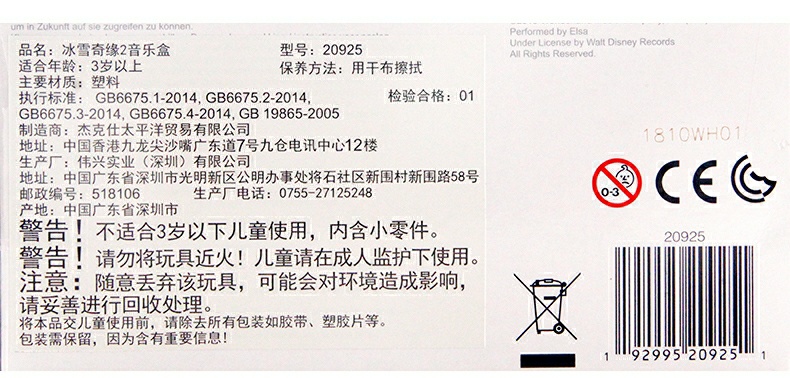 um in Zukunft auf sie zugreifen zu können.
Performed by Elsa
Under License by Walt Disney Records
All Rights Reserved.
品名：冰雪奇缘2音乐盒 型号：20925
适合年龄：3岁以上 保养方法：用干布擦拭
主要材质：塑料
执行标准： GB6675.1-2014, GB6675.2-2014, 检验合格：01
GB6675.3-2014, GB6675.4-2014, GB 19865-2005
制造商：杰克仕太平洋贸易有限公司
地址：中国香港九龙尖沙嘴广东道7号九仓电讯中心12楼
生产厂：伟兴实业（深圳）有限公司
地址：中国广东省深圳市光明新区公明办事处将石社区新围村新围路58号
邮政编号：518106 生产厂电话：0755-27125248
产地：中国广东省深圳市
警告！不适合3岁以下儿童使用，内含小零件。
警告！请勿将玩具近火！儿童请在成人监护下使用。
注意：随意丢弃该玩具，可能会对环境造成影响，
请妥善进行回收处理。
将本品交儿童使用前，请除去所有包装如胶带、塑胶片等。
包装需保留，因为含有重要信息！
1810WH01
0-3
CE
20925
1 92995 20925 1